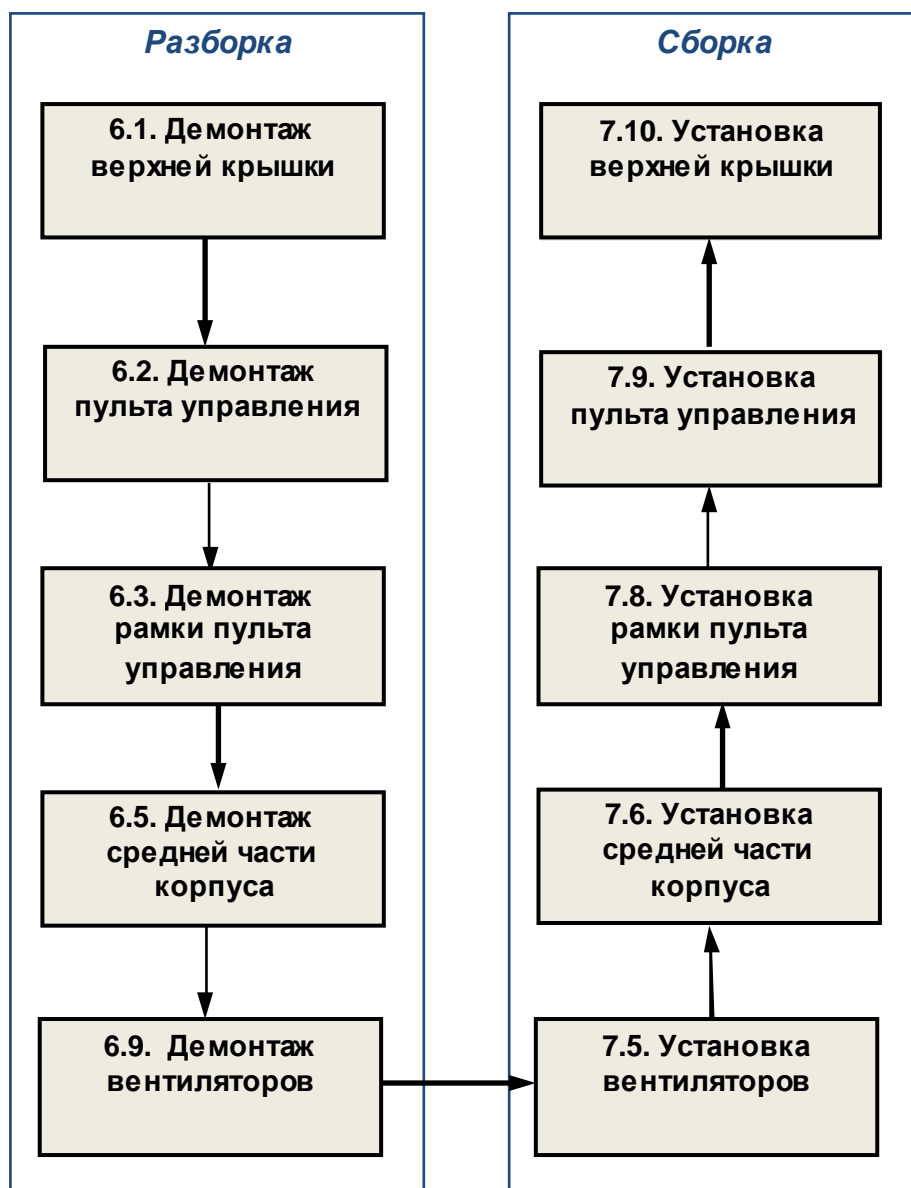 Разборка
6.1. Демонтаж
верхней крышки
6.2. Демонтаж
пульта управления
6.3. Демонтаж
рамки пульта
управления
6.5. Демонтаж
средней части
корпуса
6.9. Демонтаж
вентиляторов
Сборка
7.10. Установка
верхней крышки
7.9. Установка
пульта управления
7.8. Установка
рамки пульта
управления
7.6. Установка
средней части
корпуса
7.5. Установка
вентиляторов